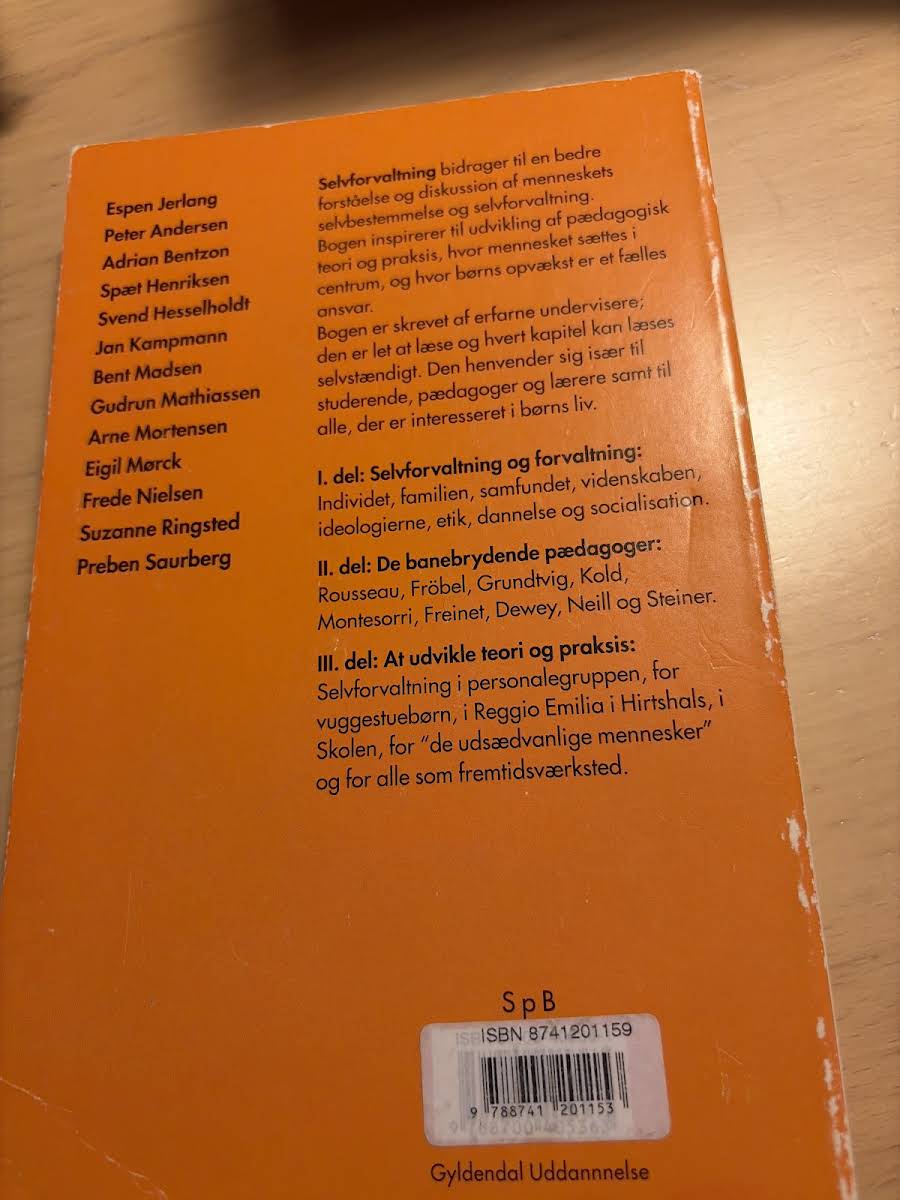 Espen Jerlang
Peter Andersen
Adrian Bentzon
Spæt Henriksen
Svend Hesselholdt
Jan Kampmann
Bent Madsen
Gudrun Mathiassen
Arne Mortensen
Eigil Mørck
Frede Nielsen
Suzanne Ringsted
Preben Saurberg
Selvforvaltning bidrager til en bedre
forståelse og diskussion af menneskets
selvbestemmelse og selvforvaltning.
Bogen inspirerer til udvikling af pædagogisk
teori og praksis, hvor mennesket sættes i
centrum, og hvor børns opvækst er et fælles
ansvar.
Bogen er skrevet af erfarne undervisere;
den er let at læse og hvert kapitel kan læses
selvstændigt. Den henvender sig især til
studerende, pædagoger og lærere samt til
alle, der er interesseret i børns liv.
I. del: Selvforvaltning og forvaltning:
Individet, familien, samfundet, videnskaben,
ideologierne, etik, dannelse og socialisation.
II. del: De banebrydende pædagoger:
Rousseau, Fröbel, Grundtvig, Kold,
Montesorri, Freinet, Dewey, Neill og Steiner.
III. del: At udvikle teori og praksis:
Selvforvaltning i personalegruppen, for
vuggestuebørn, i Reggio Emilia i Hirtshals, i
Skolen, for “de udsædvanlige mennesker”
og for alle som fremtidsværksted.
S p B
ISBN 8741201159
9 788741 201153
Gyldendal Uddannnelse